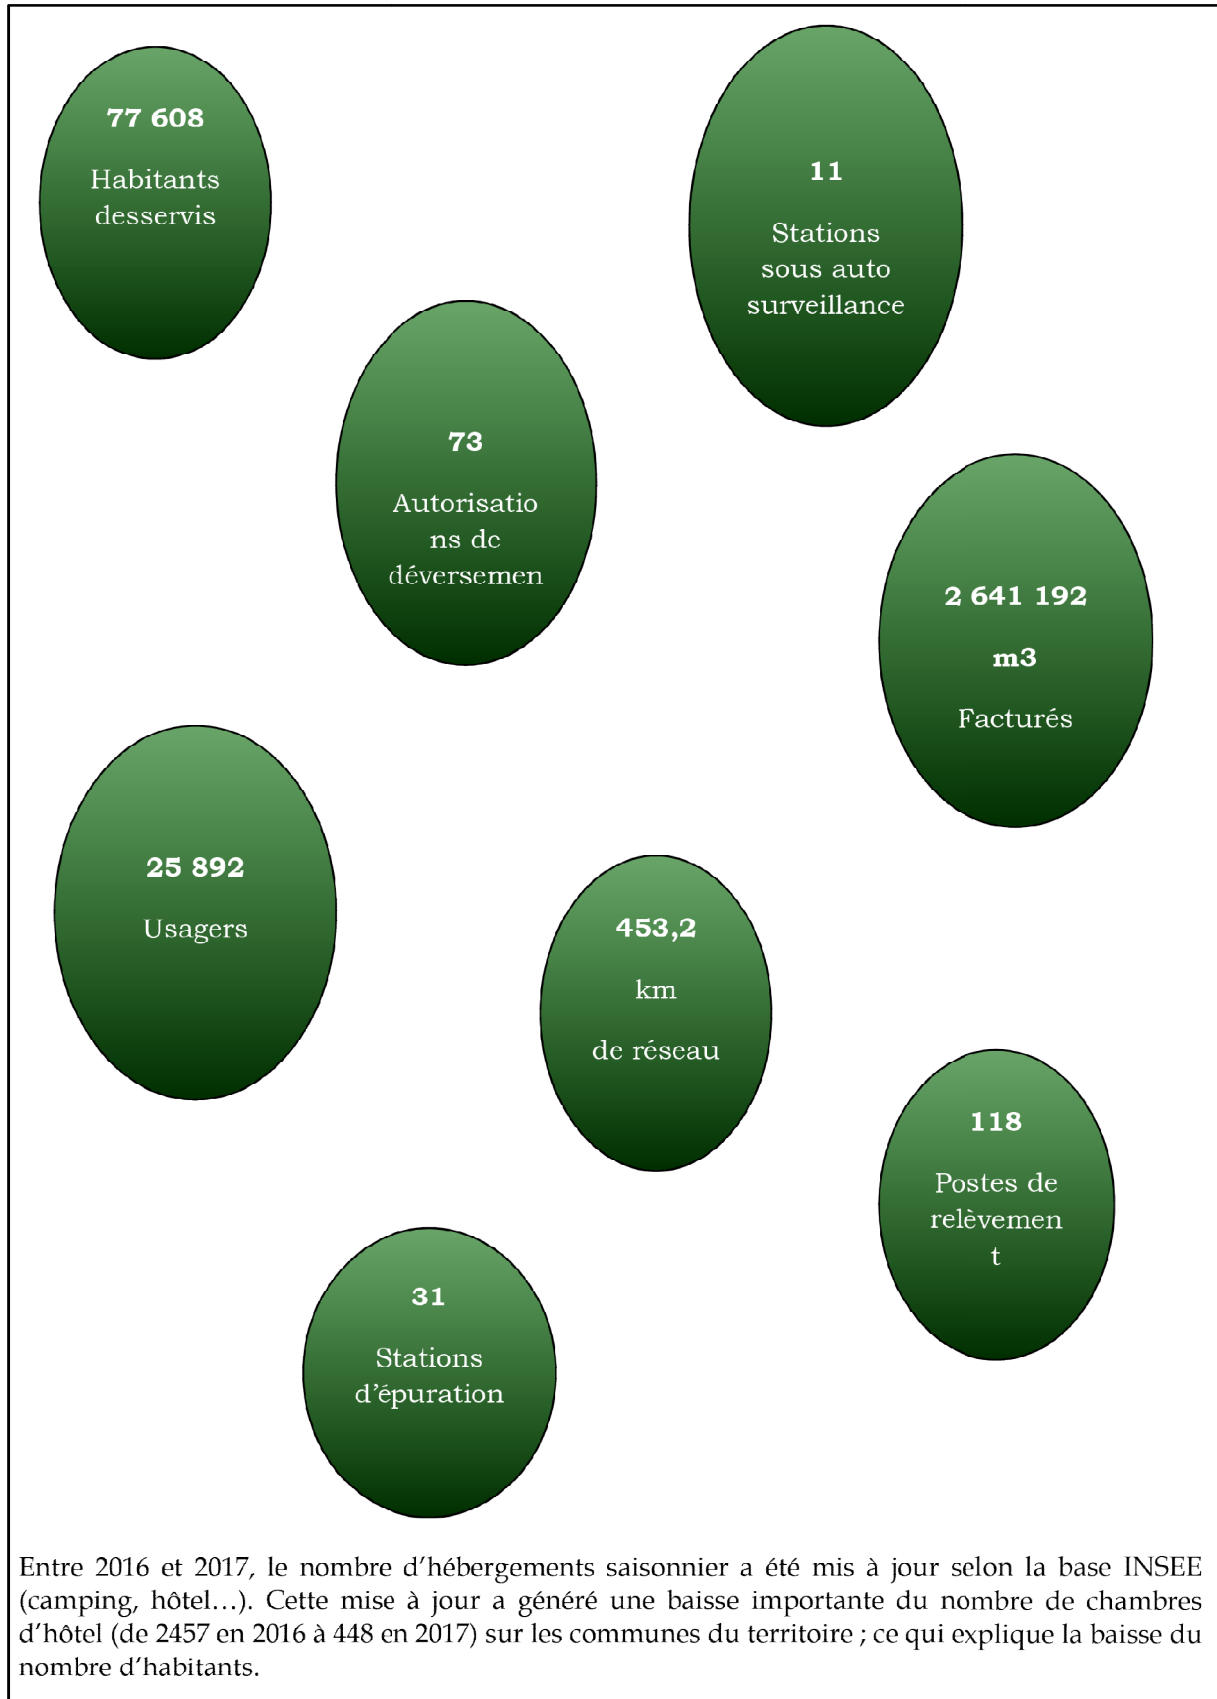 77 608
Habitants
desservis
11
Stations
sous auto
surveillance
73
Autorisatio
ns de
déversemen
2 641 192
m3
Facturés
25 892
Usagers
453,2
km
de réseau
118
Postes de
relèvemen
t
31
Stations
d'épuration
Entre 2016 et 2017, le nombre d'hébergements saisonnier a été mis à jour selon la base INSEE
(camping, hôtel…). Cette mise à jour a généré une baisse importante du nombre de chambres
d'hôtel (de 2457 en 2016 à 448 en 2017) sur les communes du territoire ; ce qui explique la baisse du
nombre d'habitants.